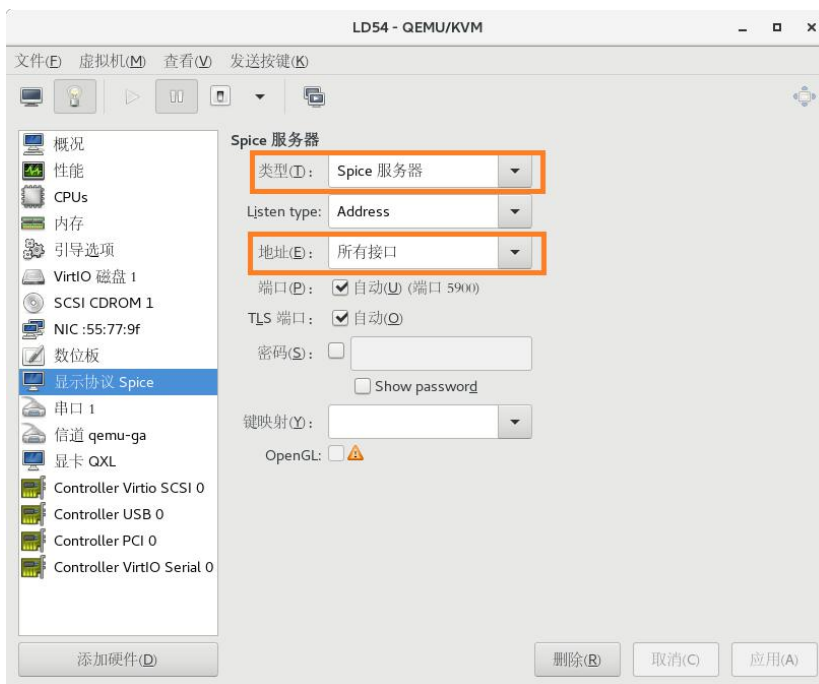 LD54 - QEMU/KVM
文件(F) 虚拟机(M) 查看(V) 发送按键(K)
概况
性能
CPUs
内存
引导选项
VirtIO 磁盘 1
SCSI CDROM 1
NIC :55:77:9f
数位板
显示协议 Spice
串口 1
信道 qemu-ga
显卡 QXL
Controller Virtio SCSI 0
Controller USB 0
Controller PCI 0
Controller VirtIO Serial 0
添加硬件(D)
Spice 服务器
类型(T): Spice 服务器
Listen type: Address
地址(E): 所有接口
端口(P): 自动(U) (端口 5900)
TLS 端口: 自动(O)
密码(S):
Show password
键映射(Y):
OpenGL:
删除(R) 取消(C) 应用(A)